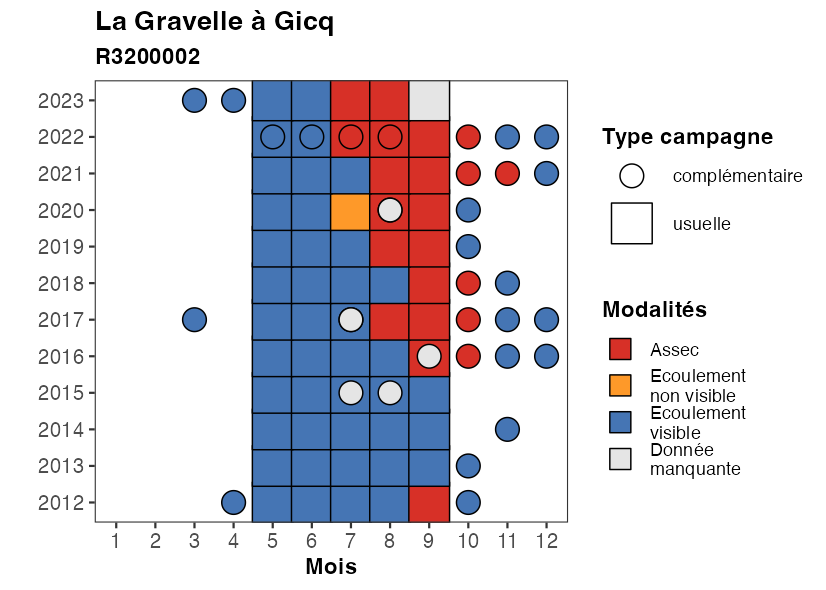 La Gravelle à Gicq
R3200002
2023
2022
2021
2020
2019
2018
2017
2016
2015
2014
2013
2012
1 2 3 4 5 6 7 8 9 10 11 12
Mois
Type campagne
complémentaire
usuelle
Modalités
Assec
Ecoulement
non visible
Ecoulement
visible
Donnée
manquante